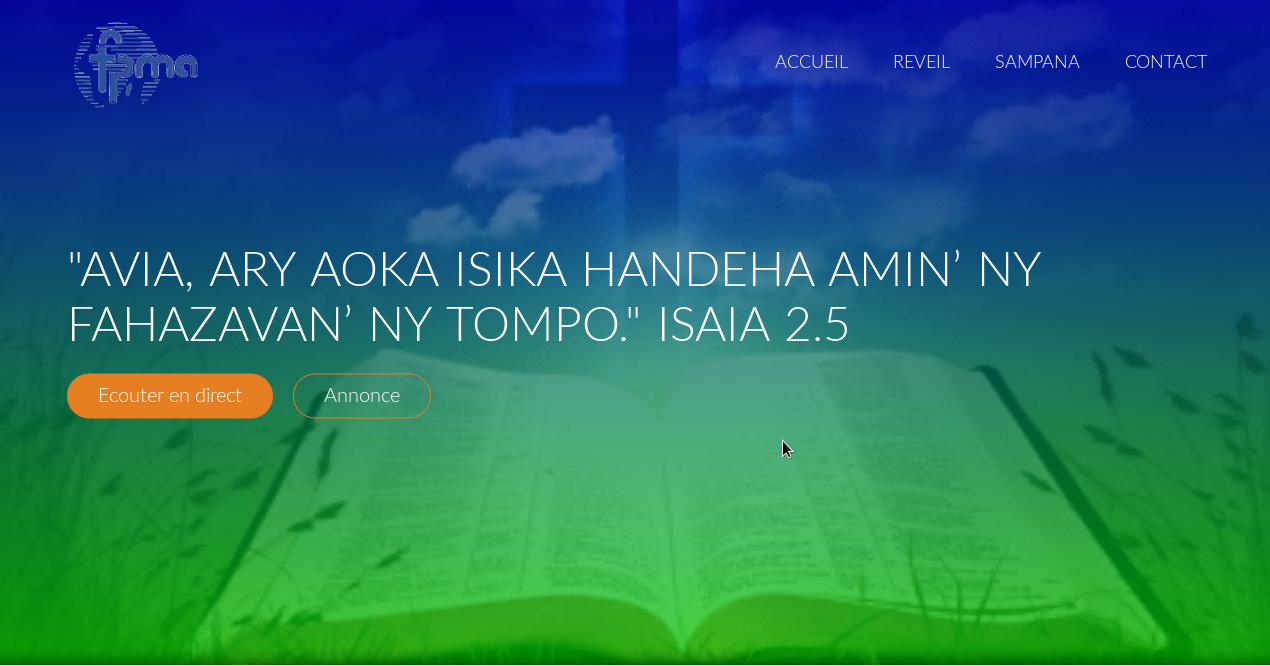 fpma
ACCUEIL REVEIL SAMPANA CONTACT
"AVIA, ARY AOKA ISIKA HANDEHA AMIN’ NY
FAHAZAVAN’ NY TOMPO." ISAIA 2.5
Ecouter en direct Annonce